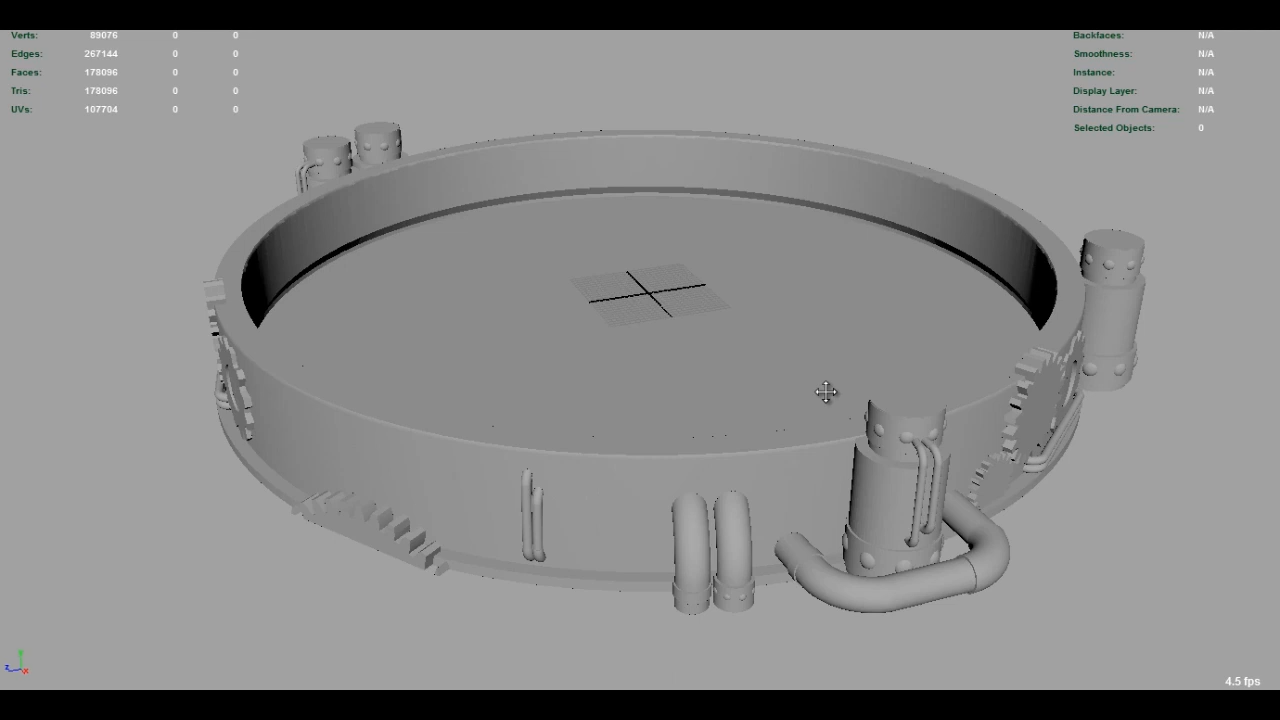 Verts: 89076 0 0
Edges: 267144 0 0
Faces: 178096 0 0
Tris: 178096 0 0
UVs: 107704 0 0
Backfaces: N/A
Smoothness: N/A
Instance: N/A
Display Layer: N/A
Distance From Camera: N/A
Selected Objects: 0
z x
4.5 fps